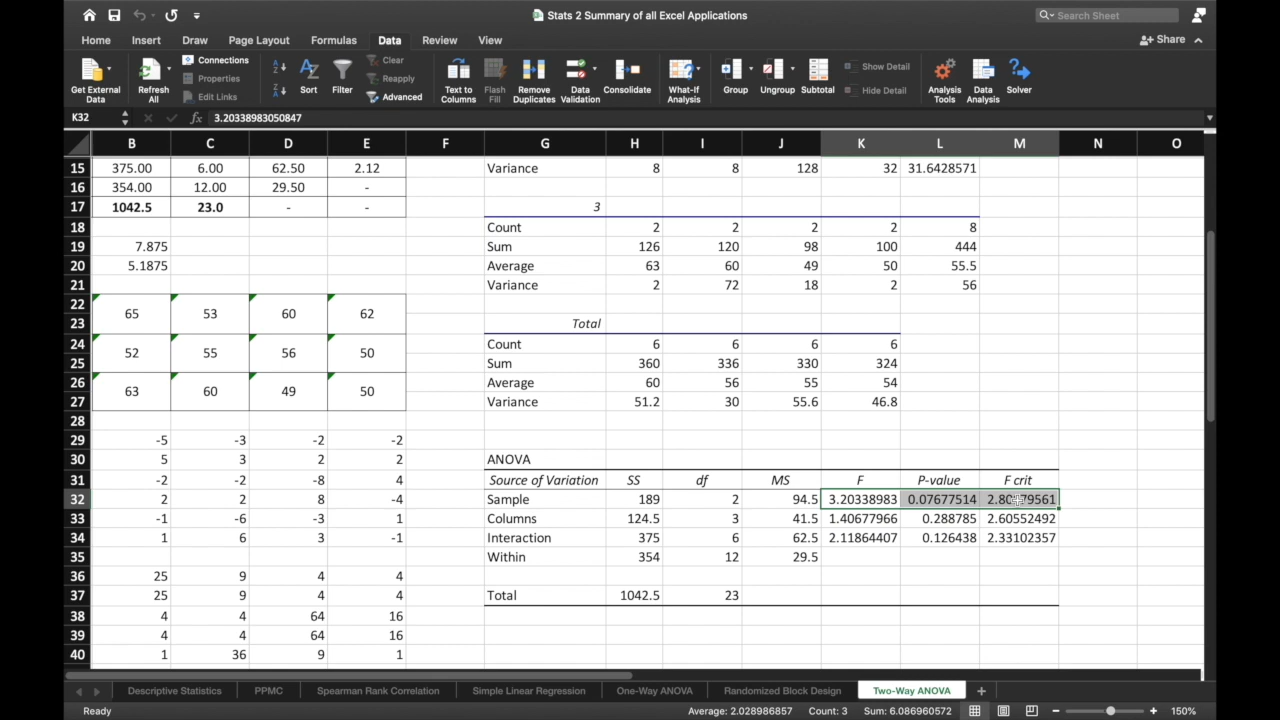 Stats 2 Summary of all Excel Applications
Search Sheet
Home Insert Draw Page Layout Formulas Data Review View
Share
Get External Data
Refresh All
Connections
Properties
Edit Links
Sort
Filter
Clear
Reapply
Advanced
Text to Columns
Flash Fill
Remove Duplicates
Data Validation
Consolidate
What-If Analysis
Group
Ungroup
Subtotal
Show Detail
Hide Detail
Analysis Tools
Data Analysis
Solver
K32 fx 3.20338983050847
B C D E F G H I J K L M N O
15 375.00 6.00 62.50 2.12 Variance 8 8 128 32 31.6428571
16 354.00 12.00 29.50 -
17 1042.5 23.0 - - 3
18 Count 2 2 2 2 8
19 7.875 Sum 126 120 98 100 444
20 5.1875 Average 63 60 49 50 55.5
21 Variance 2 72 18 2 56
22
65 53 60 62
23 Total
24 Count 6 6 6 6
52 55 56 50
25 Sum 360 336 330 324
26 Average 60 56 55 54
63 60 49 50
27 Variance 51.2 30 55.6 46.8
28
29 -5 -3 -2 -2
30 5 3 2 2 ANOVA
31 -2 -2 -8 4 Source of Variation SS df MS F P-value F crit
32 2 2 8 -4 Sample 189 2 94.5 3.20338983 0.07677514
33 -1 -6 -3 1 Columns 124.5 3 41.5 1.40677966 0.288785 2.60552492
34 1 6 3 -1 Interaction 375 6 62.5 2.11864407 0.126438 2.33102357
35 Within 354 12 29.5
36 25 9 4 4
37 25 9 4 4 Total 1042.5 23
38 4 4 64 16
39 4 4 64 16
40 1 36 9 1
Descriptive Statistics PPMC Spearman Rank Correlation Simple Linear Regression One-Way ANOVA Randomized Block Design Two-Way ANOVA
Ready Average: 2.028986857 Count: 3 Sum: 6.086960572 150%